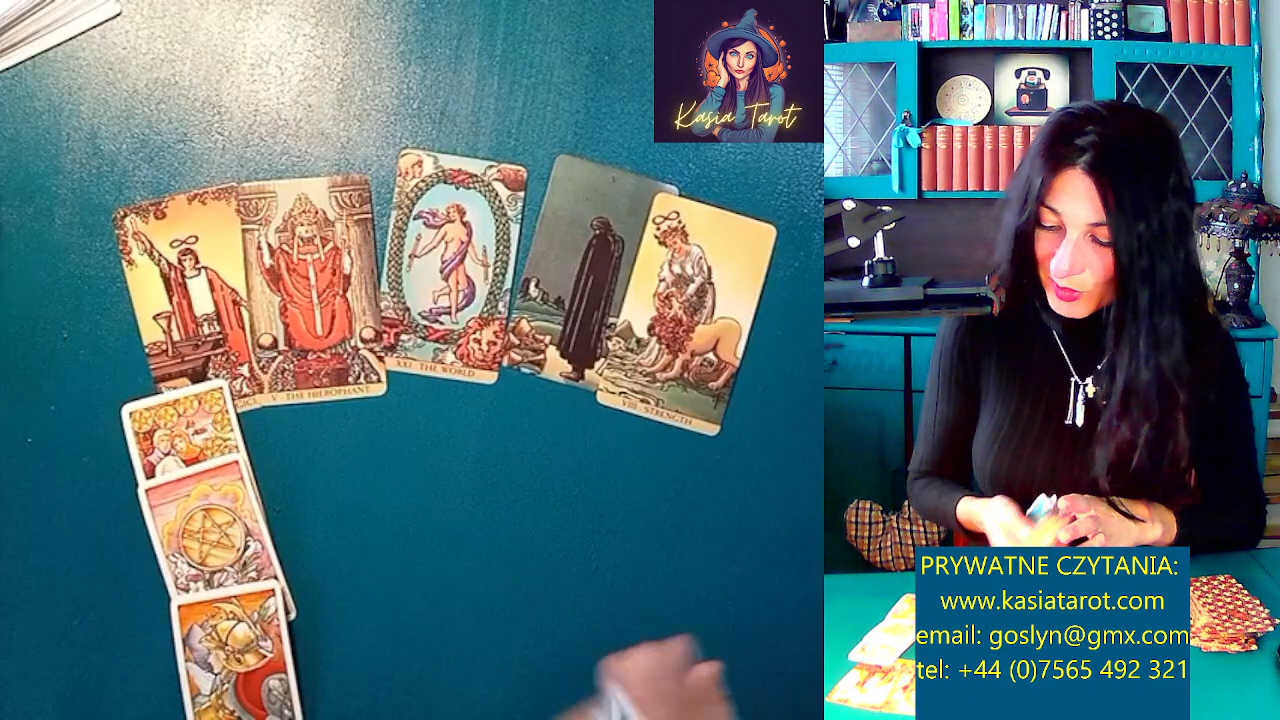 Kasia Tarot
GICI
V · THE HIEROPHANT.
XXI · THE WORLD
VIII · STRENGTH
PRYWATNE CZYTANIA:
www.kasiatarot.com
email: goslyn@gmx.com
tel: +44 (0)7565 492 321